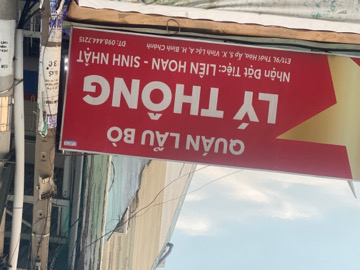 QUÁN LẨU BÒ
LÝ THÔNG
Nhận Đặt Tiệc: LIÊN HOAN - SINH NHẬT
E11/9L Thới Hòa, Ấp 5, X. Vĩnh Lộc A, H. Bình Chánh
ĐT: 098.444.7215